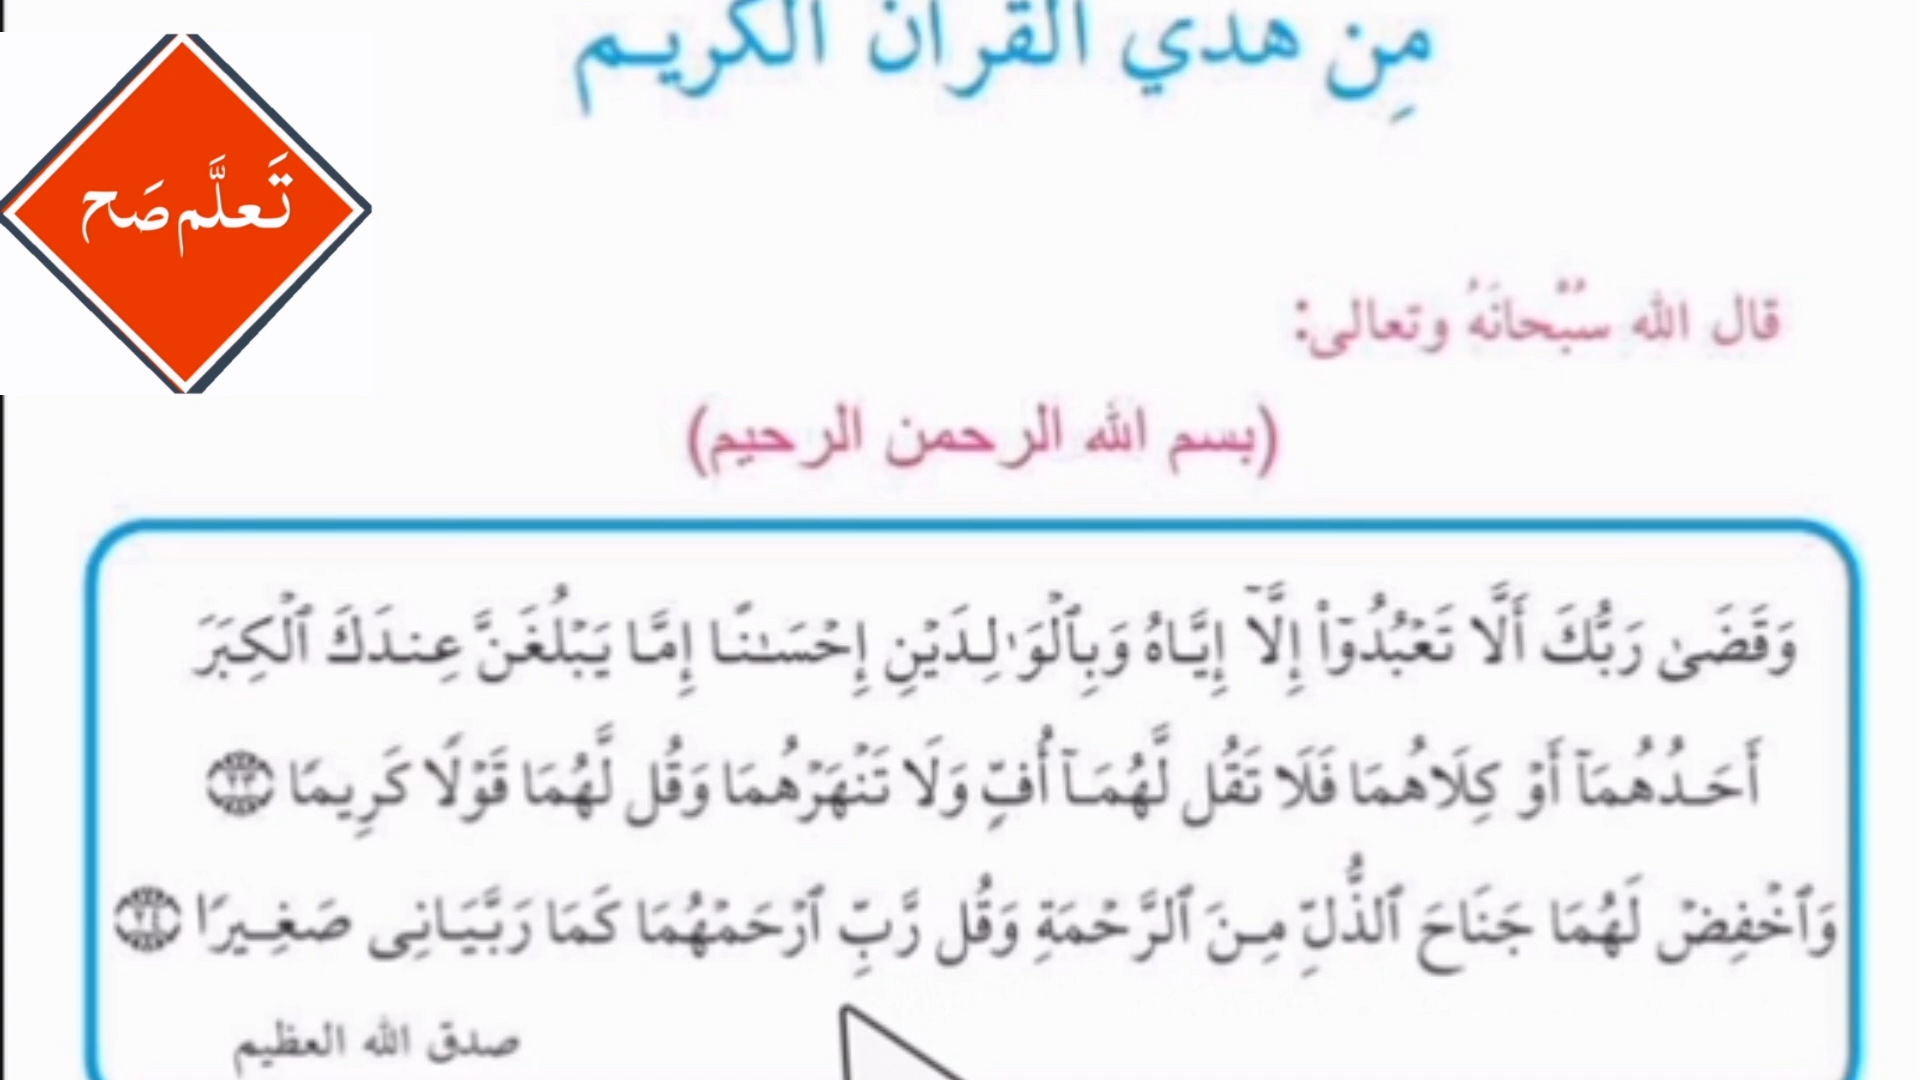 مِن هدي القرآن الكريم
تَعلَّم صَح
قال الله سُبْحانَهُ وتعالى:
(بسم الله الرحمن الرحيم)
وَقَضَىٰ رَبُّكَ أَلَّا تَعۡبُدُوٓاْ إِلَّآ إِيَّاهُ وَبِٱلۡوَٰلِدَيۡنِ إِحۡسَٰنًا إِمَّا يَبۡلُغَنَّ عِندَكَ ٱلۡكِبَرَ
أَحَدُهُمَآ أَوۡ كِلَاهُمَا فَلَا تَقُل لَّهُمَآ أُفّٖ وَلَا تَنۡهَرۡهُمَا وَقُل لَّهُمَا قَوۡلٗا كَرِيمٗا ٢٣
وَٱخۡفِضۡ لَهُمَا جَنَاحَ ٱلذُّلِّ مِنَ ٱلرَّحۡمَةِ وَقُل رَّبِّ ٱرۡحَمۡهُمَا كَمَا رَبَّيَانِى صَغِيرٗا ٢٤
صدق الله العظيم